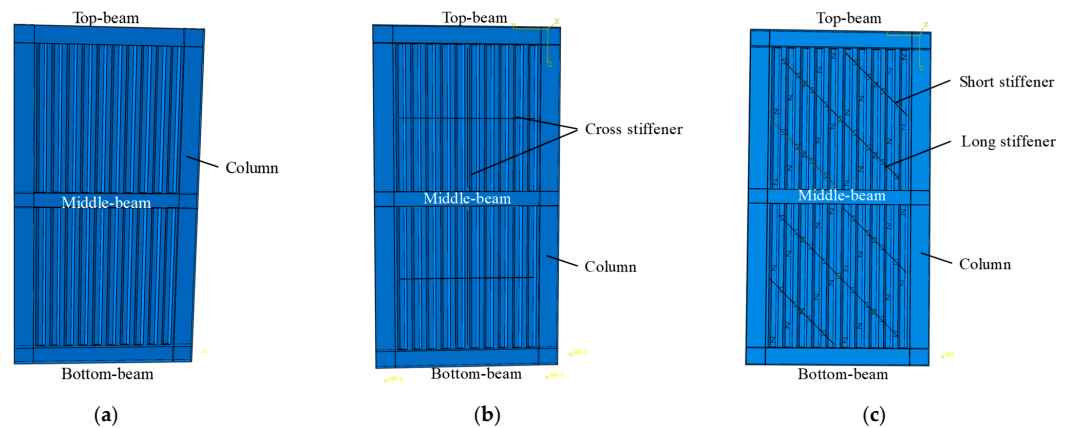 Top-beam
Column
Middle-beam
Bottom-beam
(a)
Top-beam
Cross stiffener
Middle-beam
Column
Bottom-beam
(b)
Top-beam
Short stiffener
Long stiffener
Middle-beam
Column
Bottom-beam
(c)